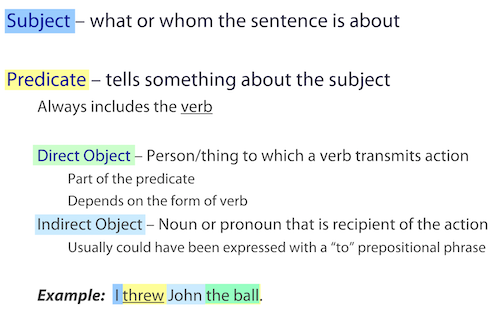 Subject – what or whom the sentence is about
Predicate – tells something about the subject
Always includes the verb
Direct Object – Person/thing to which a verb transmits action
Part of the predicate
Depends on the form of verb
Indirect Object – Noun or pronoun that is recipient of the action
Usually could have been expressed with a “to” prepositional phrase
Example: I threw John the ball.